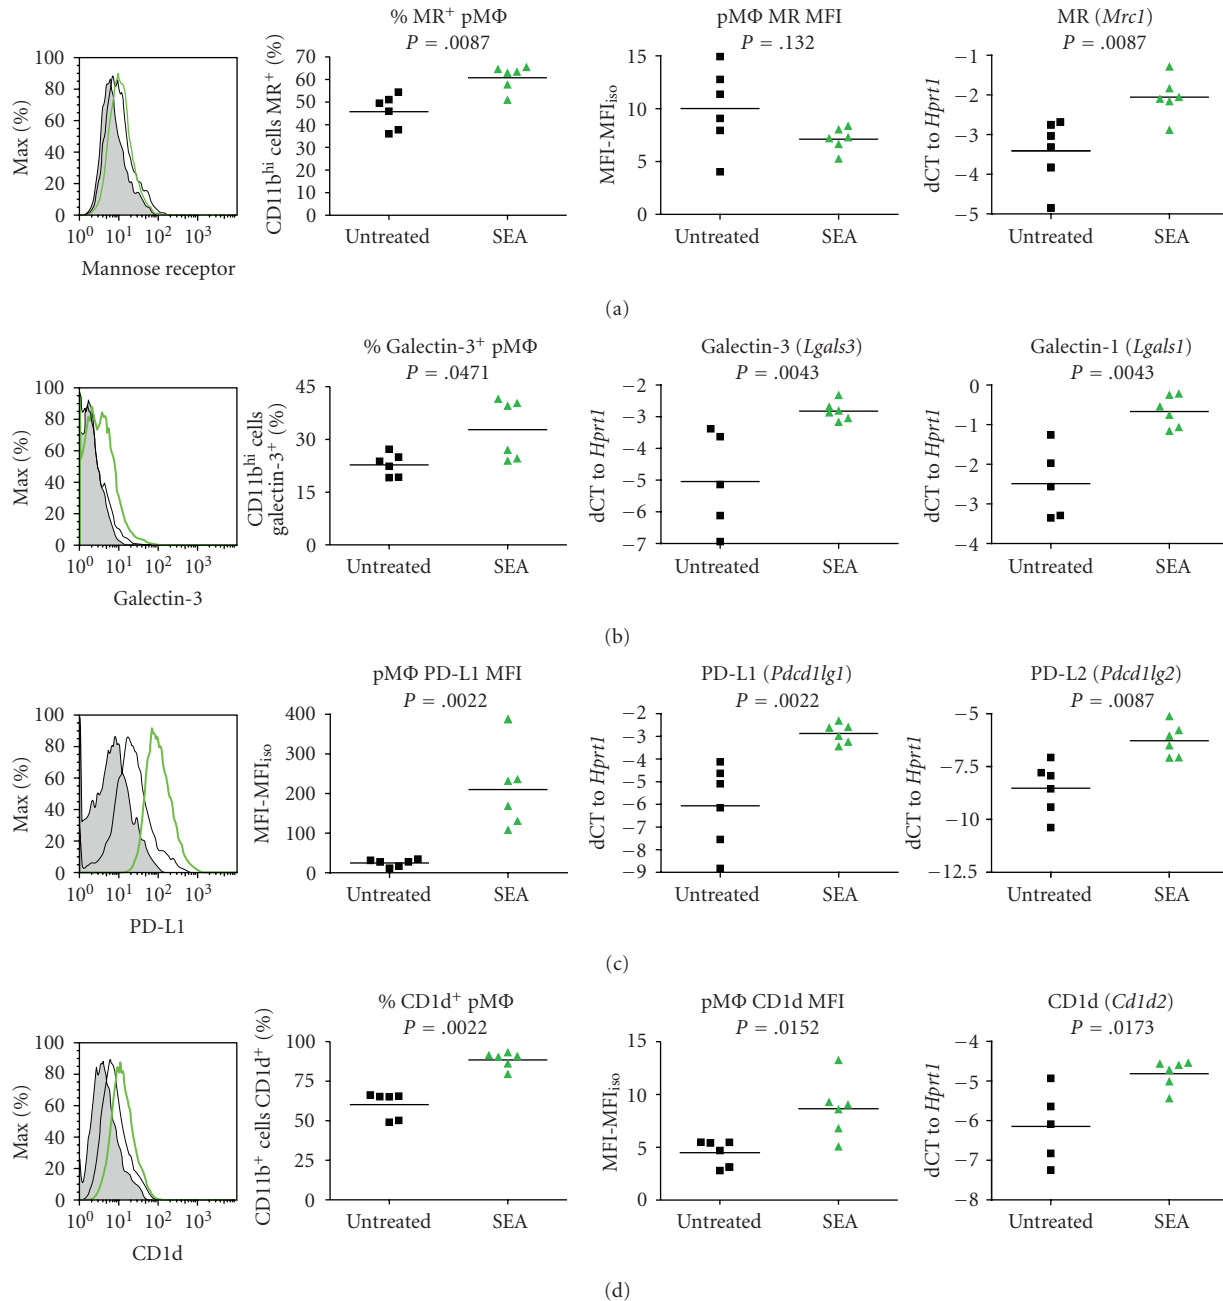 % MR⁺ pMΦ
P = .0087
pMΦ MR MFI
P = .132
MR (Mrc1)
P = .0087
Max (%)
100
80
60
40
20
0
10⁰ 10¹ 10² 10³
Mannose receptor
CD11bʰⁱ cells MR⁺ (%)
70
60
50
40
30
20
10
0
Untreated SEA
MFI-MFIᵢₛₒ
15
10
5
0
Untreated SEA
dCT to Hprt1
−1
−2
−3
−4
−5
Untreated SEA
(a)
% Galectin-3⁺ pMΦ
P = .0471
Galectin-3 (Lgals3)
P = .0043
Galectin-1 (Lgals1)
P = .0043
Max (%)
100
80
60
40
20
0
10⁰ 10¹ 10² 10³
Galectin-3
CD11bʰⁱ cells
galectin-3⁺ (%)
45
30
15
0
Untreated SEA
dCT to Hprt1
−2
−3
−4
−5
−6
−7
Untreated SEA
dCT to Hprt1
0
−1
−2
−3
−4
Untreated SEA
(b)
pMΦ PD-L1 MFI
P = .0022
PD-L1 (Pdcd1lg1)
P = .0022
PD-L2 (Pdcd1lg2)
P = .0087
Max (%)
100
80
60
40
20
0
10⁰ 10¹ 10² 10³
PD-L1
MFI-MFIᵢₛₒ
400
300
200
100
0
Untreated SEA
dCT to Hprt1
−2
−3
−4
−5
−6
−7
−8
−9
Untreated SEA
dCT to Hprt1
−5
−7.5
−10
−12.5
Untreated SEA
(c)
% CD1d⁺ pMΦ
P = .0022
pMΦ CD1d MFI
P = .0152
CD1d (Cd1d2)
P = .0173
Max (%)
100
80
60
40
20
0
10⁰ 10¹ 10² 10³
CD1d
CD11b⁺ cells CD1d⁺ (%)
100
75
50
25
0
Untreated SEA
MFI-MFIᵢₛₒ
15
10
5
0
Untreated SEA
dCT to Hprt1
−4
−5
−6
−7
−8
Untreated SEA
(d)